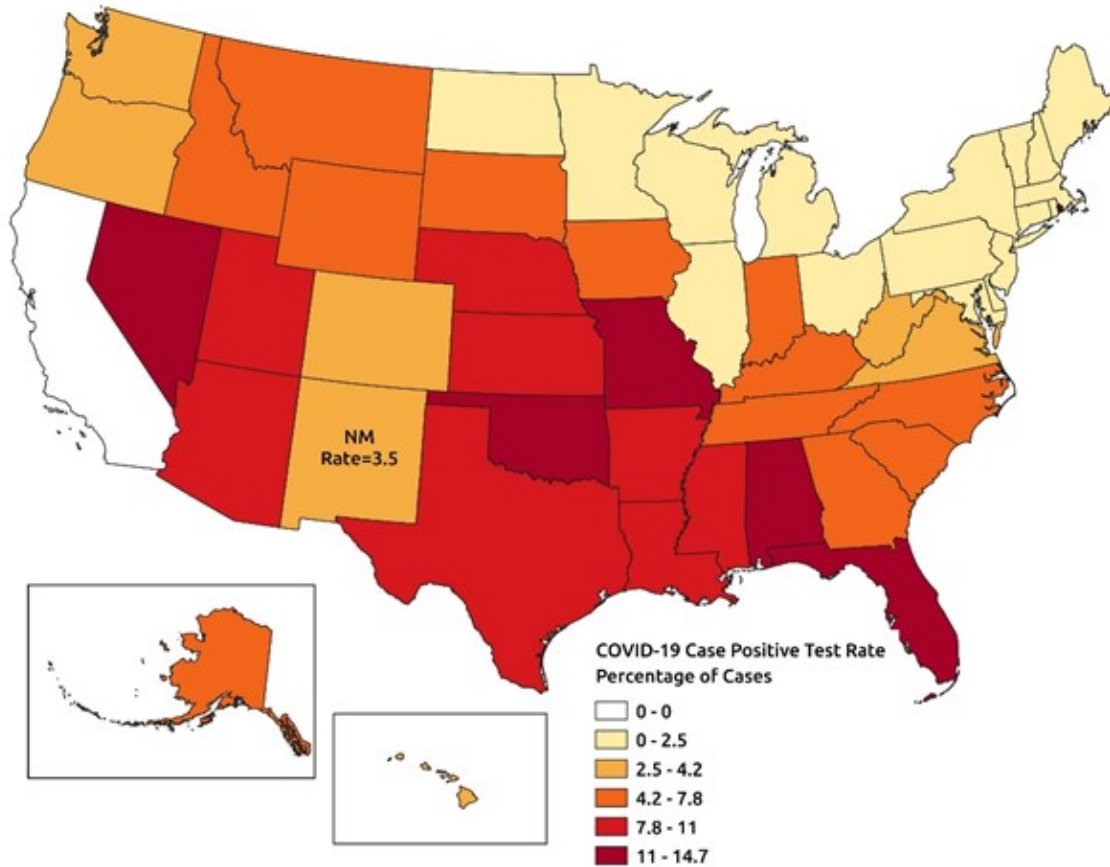 NM
Rate=3.5
COVID-19 Case Positive Test Rate
Percentage of Cases
0 - 0
0 - 2.5
2.5 - 4.2
4.2 - 7.8
7.8 - 11
11 - 14.7